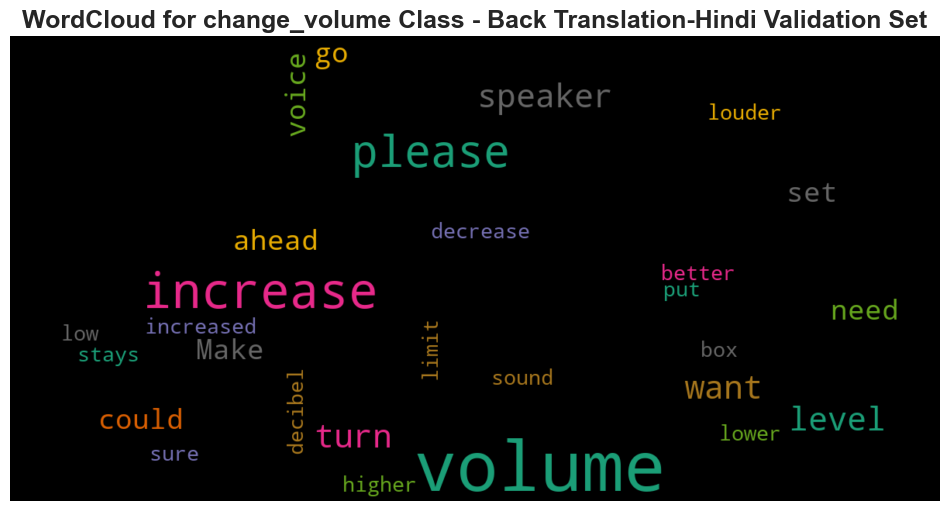 WordCloud for change_volume Class - Back Translation-Hindi Validation Set
go
voice
speaker
louder
please
set
decrease
ahead
better
put
increase
need
increased
low
Make
limit
stays
box
sound
want
decibel
could
level
turn
lower
sure
volume
higher